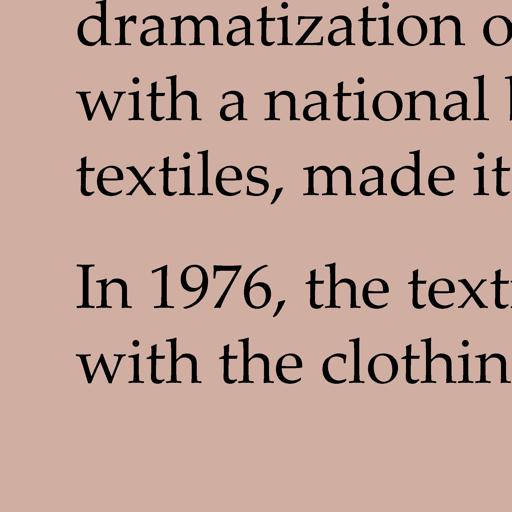 dramatization o
with a national
textiles, made it
In 1976, the text
with the clothin